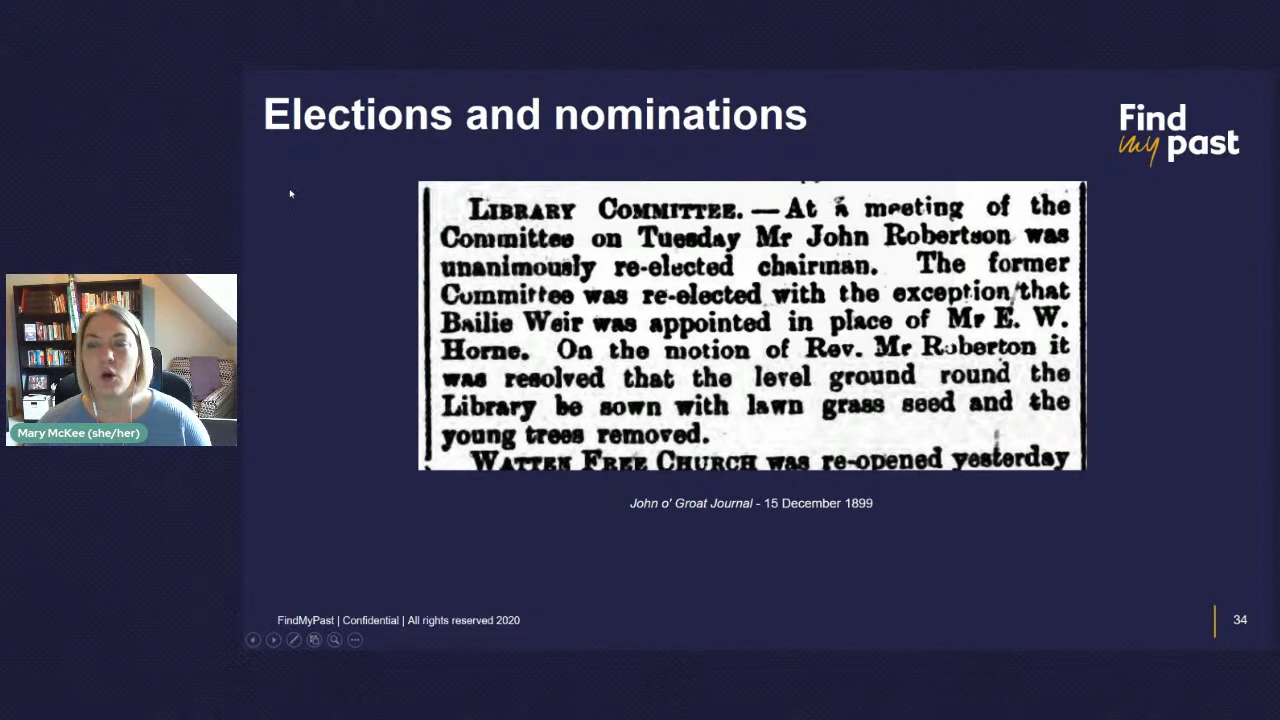 Elections and nominations
Find
my past
LIBRARY COMMITTEE. — At a meeting of the
Committee on Tuesday Mr John Robertson was
unanimously re-elected chairman. The former
Committee was re-elected with the exception that
Bailie Weir was appointed in place of Mr E. W.
Horne. On the motion of Rev. Mr Roberton it
was resolved that the level ground round the
Library be sown with lawn grass seed and the
young trees removed.
WATTEN FREE CHURCH was re-opened yesterday
John o' Groat Journal - 15 December 1899
Mary McKee (she/her)
FindMyPast | Confidential | All rights reserved 2020
34